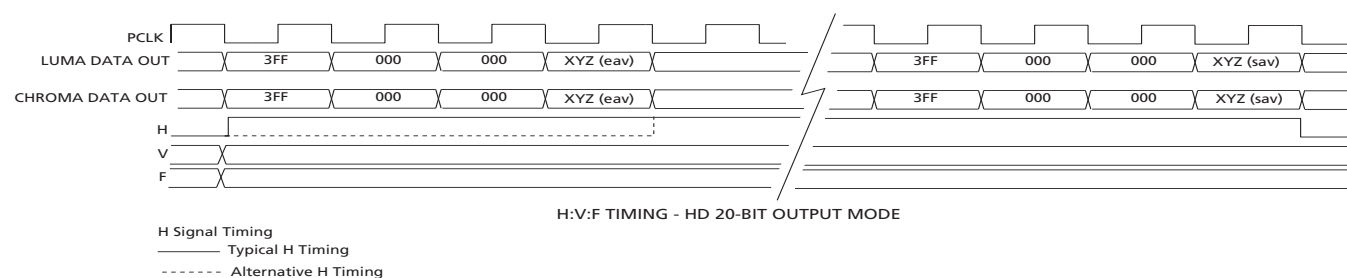 PCLK
LUMA DATA OUT 3FF 000 000 XYZ (eav) 3FF 000 000 XYZ (sav)
CHROMA DATA OUT 3FF 000 000 XYZ (eav) 3FF 000 000 XYZ (sav)
H
V
F
H:V:F TIMING - HD 20-BIT OUTPUT MODE
H Signal Timing
Typical H Timing
Alternative H Timing